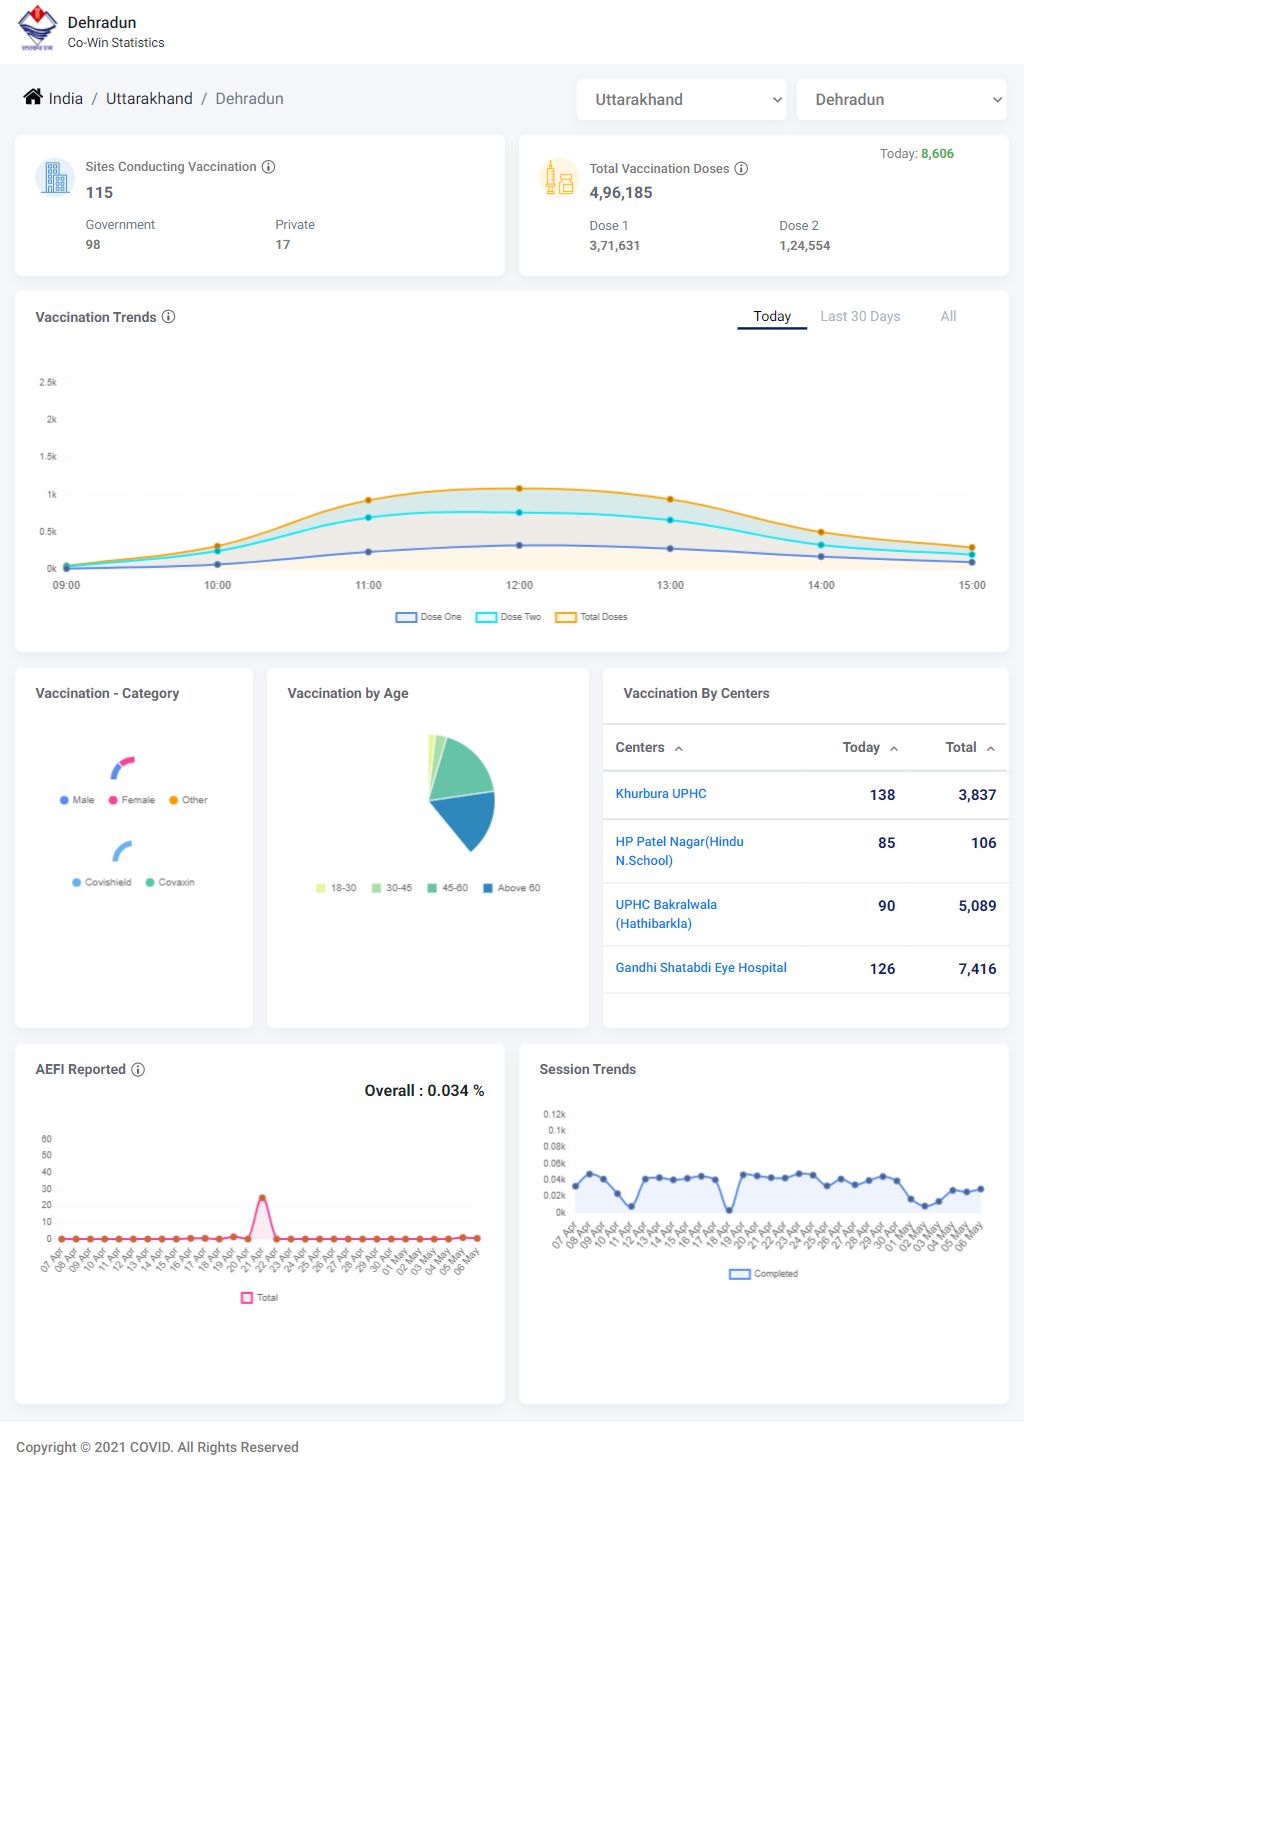 Dehradun
Co-Win Statistics
India / Uttarakhand / Dehradun
Uttarakhand
Dehradun
Sites Conducting Vaccination
115
Government
Private
98
17
Today: 8,606
Total Vaccination Doses
4,96,185
Dose 1
Dose 2
3,71,631
1,24,554
Vaccination Trends
Today
Last 30 Days
All
2.5k
2k
1.5k
1k
0.5k
0k
09:00 10:00 11:00 12:00 13:00 14:00 15:00
Dose One
Dose Two
Total Doses
Vaccination - Category
Male
Female
Other
Covishield
Covaxin
Vaccination by Age
18-30
30-45
45-60
Above 60
Vaccination By Centers
Centers Today Total
Khurbura UPHC 138 3,837
HP Patel Nagar(Hindu 85 106
N.School)
UPHC Bakralwala 90 5,089
(Hathibarkla)
Gandhi Shatabdi Eye Hospital 126 7,416
AEFI Reported
Overall : 0.034 %
60
50
40
30
20
10
0
07 Apr 08 Apr 09 Apr 10 Apr 11 Apr 12 Apr 13 Apr 14 Apr 15 Apr 16 Apr 17 Apr 18 Apr 19 Apr 20 Apr 21 Apr 22 Apr 23 Apr 24 Apr 25 Apr 26 Apr 27 Apr 28 Apr 29 Apr 30 Apr 01 May 02 May 03 May 04 May 05 May 06 May
Total
Session Trends
0.12k
0.1k
0.08k
0.06k
0.04k
0.02k
0k
07 Apr 08 Apr 09 Apr 10 Apr 11 Apr 12 Apr 13 Apr 14 Apr 15 Apr 16 Apr 17 Apr 18 Apr 19 Apr 20 Apr 21 Apr 22 Apr 23 Apr 24 Apr 25 Apr 26 Apr 27 Apr 28 Apr 29 Apr 30 Apr 01 May 02 May 03 May 04 May 05 May 06 May
Completed
Copyright © 2021 COVID. All Rights Reserved